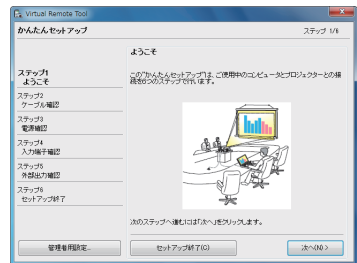 Virtual Remote Tool
かんたんセットアップ
ステップ 1/6
ようこそ
ステップ1
ようこそ
ステップ2
ケーブル確認
ステップ3
電源確認
ステップ4
入力端子確認
ステップ5
外部出力確認
ステップ6
セットアップ終了
この"かんたんセットアップ"は、ご使用中のコンピュータとプロジェクターとの接
続を6つのステップで行います。
次のステップへ進むには「次へ」をクリックします。
管理者用設定...
セットアップ終了(C)
次へ(N) >